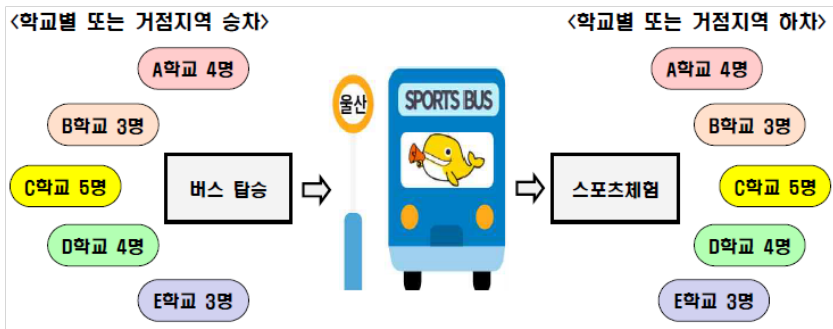 <학교별 또는 거점지역 승차>
A학교 4명
B학교 3명
C학교 5명
D학교 4명
E학교 3명
버스 탑승
울산
SPORTS BUS
스포츠체험
<학교별 또는 거점지역 하차>
A학교 4명
B학교 3명
C학교 5명
D학교 4명
E학교 3명